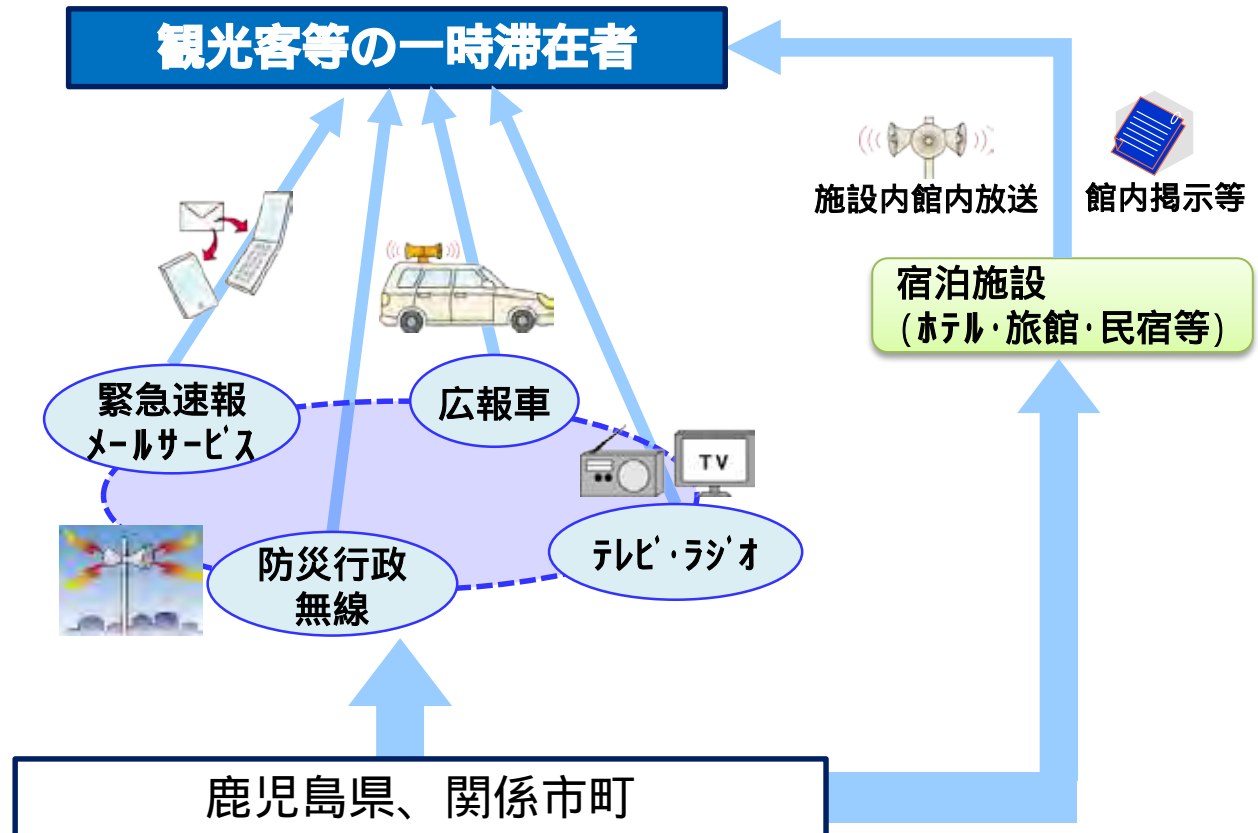 観光客等の一時滞在者
施設内館内放送
館内掲示等
宿泊施設
(ﾎﾃﾙ･旅館･民宿等)
緊急速報
ﾒｰﾙｻｰﾋﾞｽ
広報車
TV
防災行政
無線
ﾃﾚﾋﾞ･ﾗｼﾞｵ
鹿児島県、関係市町